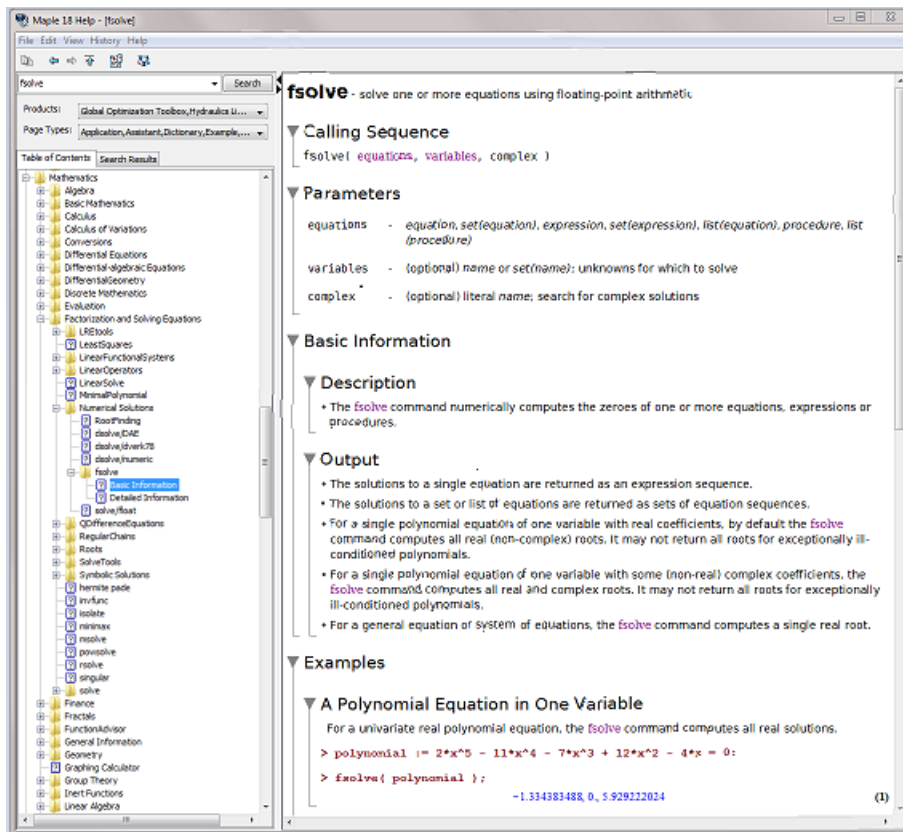 Maple 18 Help - [fsolve]
File Edit View History Help
fsolve
Search
Products:
Global Optimization Toolbox,Hydraulics Li...
Page Types:
Application,Assistant,Dictionary,Example,...
Table of Contents
Search Results
Mathematics
Algebra
Basic Mathematics
Calculus
Calculus of Variations
Conversions
Differential Equations
Differential-algebraic Equations
DifferentialGeometry
Discrete Mathematics
Evaluation
Factorization and Solving Equations
LREtools
LeastSquares
LinearFunctionalSystems
LinearOperators
LinearSolve
MinimalPolynomial
Numerical Solutions
RootFinding
dsolve/DAE
dsolve/dverk78
dsolve/numeric
fsolve
Basic Information
Detailed Information
solve/float
QDifferenceEquations
RegularChains
Roots
SolveTools
Symbolic Solutions
hermite pade
invfunc
isolate
minimax
msolve
powsolve
rsolve
singular
solve
Finance
Fractals
FunctionAdvisor
General Information
Geometry
Graphing Calculator
Group Theory
Inert Functions
Linear Algebra
fsolve - solve one or more equations using floating-point arithmetic
Calling Sequence
fsolve( equations, variables, complex )
Parameters
equations - equation, set(equation), expression, set(expression), list(equation), procedure, list
(procedure)
variables - (optional) name or set(name); unknowns for which to solve
complex - (optional) literal name; search for complex solutions
Basic Information
Description
• The fsolve command numerically computes the zeroes of one or more equations, expressions or
procedures.
Output
• The solutions to a single equation are returned as an expression sequence.
• The solutions to a set or list of equations are returned as sets of equation sequences.
• For a single polynomial equation of one variable with real coefficients, by default the fsolve
command computes all real (non-complex) roots. It may not return all roots for exceptionally ill-
conditioned polynomials.
• For a single polynomial equation of one variable with some (non-real) complex coefficients, the
fsolve command computes all real and complex roots. It may not return all roots for exceptionally
ill-conditioned polynomials.
• For a general equation or system of equations, the fsolve command computes a single real root.
Examples
A Polynomial Equation in One Variable
For a univariate real polynomial equation, the fsolve command computes all real solutions.
> polynomial := 2*x^5 - 11*x^4 - 7*x^3 + 12*x^2 - 4*x = 0:
> fsolve( polynomial );
-1.334383488, 0., 5.929222024 (1)